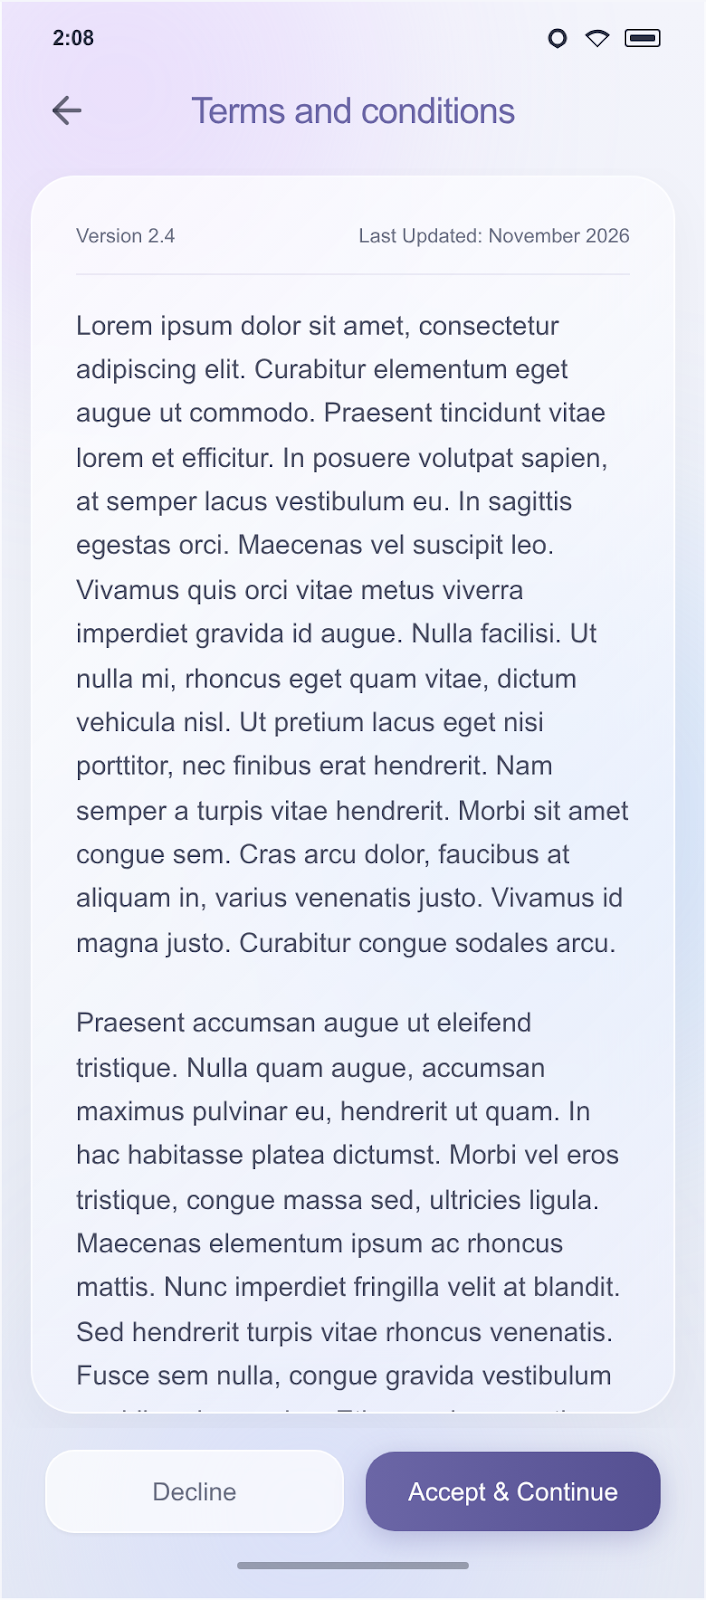 2:08
Terms and conditions
Version 2.4
Last Updated: November 2026
Lorem ipsum dolor sit amet, consectetur
adipiscing elit. Curabitur elementum eget
augue ut commodo. Praesent tincidunt vitae
lorem et efficitur. In posuere volutpat sapien,
at semper lacus vestibulum eu. In sagittis
egestas orci. Maecenas vel suscipit leo.
Vivamus quis orci vitae metus viverra
imperdiet gravida id augue. Nulla facilisi. Ut
nulla mi, rhoncus eget quam vitae, dictum
vehicula nisl. Ut pretium lacus eget nisi
porttitor, nec finibus erat hendrerit. Nam
semper a turpis vitae hendrerit. Morbi sit amet
congue sem. Cras arcu dolor, faucibus at
aliquam in, varius venenatis justo. Vivamus id
magna justo. Curabitur congue sodales arcu.
Praesent accumsan augue ut eleifend
tristique. Nulla quam augue, accumsan
maximus pulvinar eu, hendrerit ut quam. In
hac habitasse platea dictumst. Morbi vel eros
tristique, congue massa sed, ultricies ligula.
Maecenas elementum ipsum ac rhoncus
mattis. Nunc imperdiet fringilla velit at blandit.
Sed hendrerit turpis vitae rhoncus venenatis.
Fusce sem nulla, congue gravida vestibulum
Decline
Accept & Continue